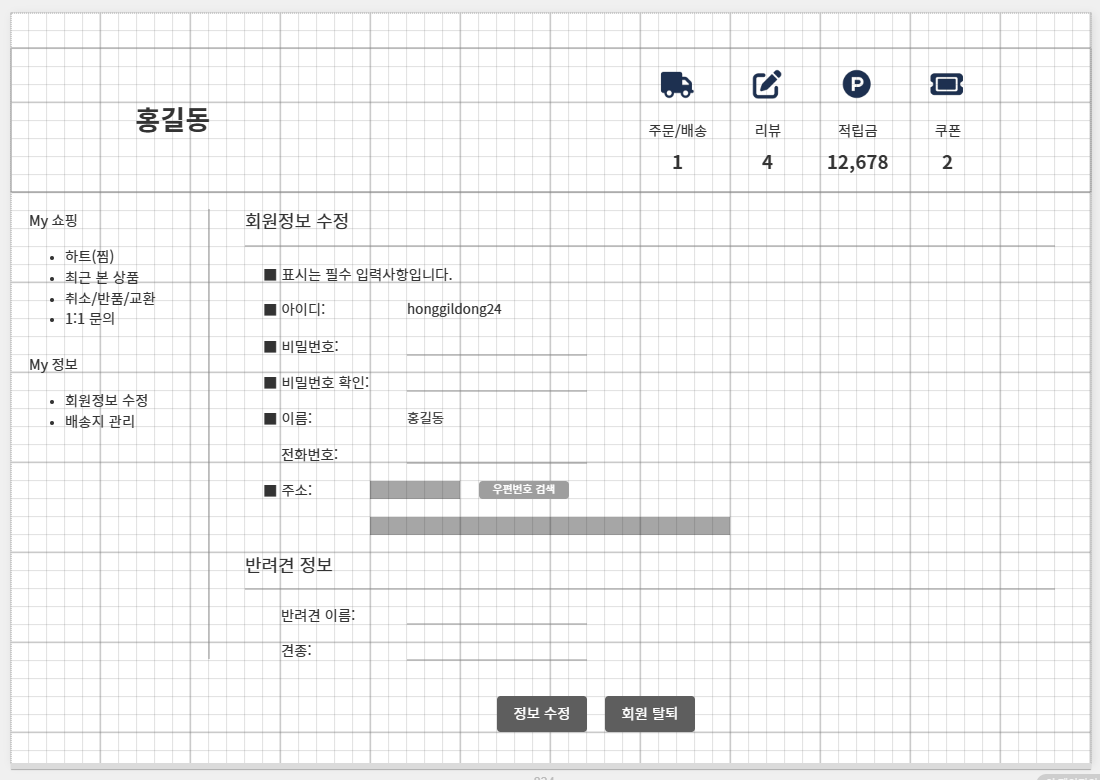 홍길동
주문/배송
1
리뷰
4
적립금
12,678
쿠폰
2
My 쇼핑
하트(찜)
최근 본 상품
취소/반품/교환
1:1 문의
My 정보
회원정보 수정
배송지 관리
회원정보 수정
■ 표시는 필수 입력사항입니다.
■ 아이디: honggildong24
■ 비밀번호:
■ 비밀번호 확인:
■ 이름: 홍길동
전화번호:
■ 주소: 우편번호 검색
반려견 정보
반려견 이름:
견종:
정보 수정 회원 탈퇴